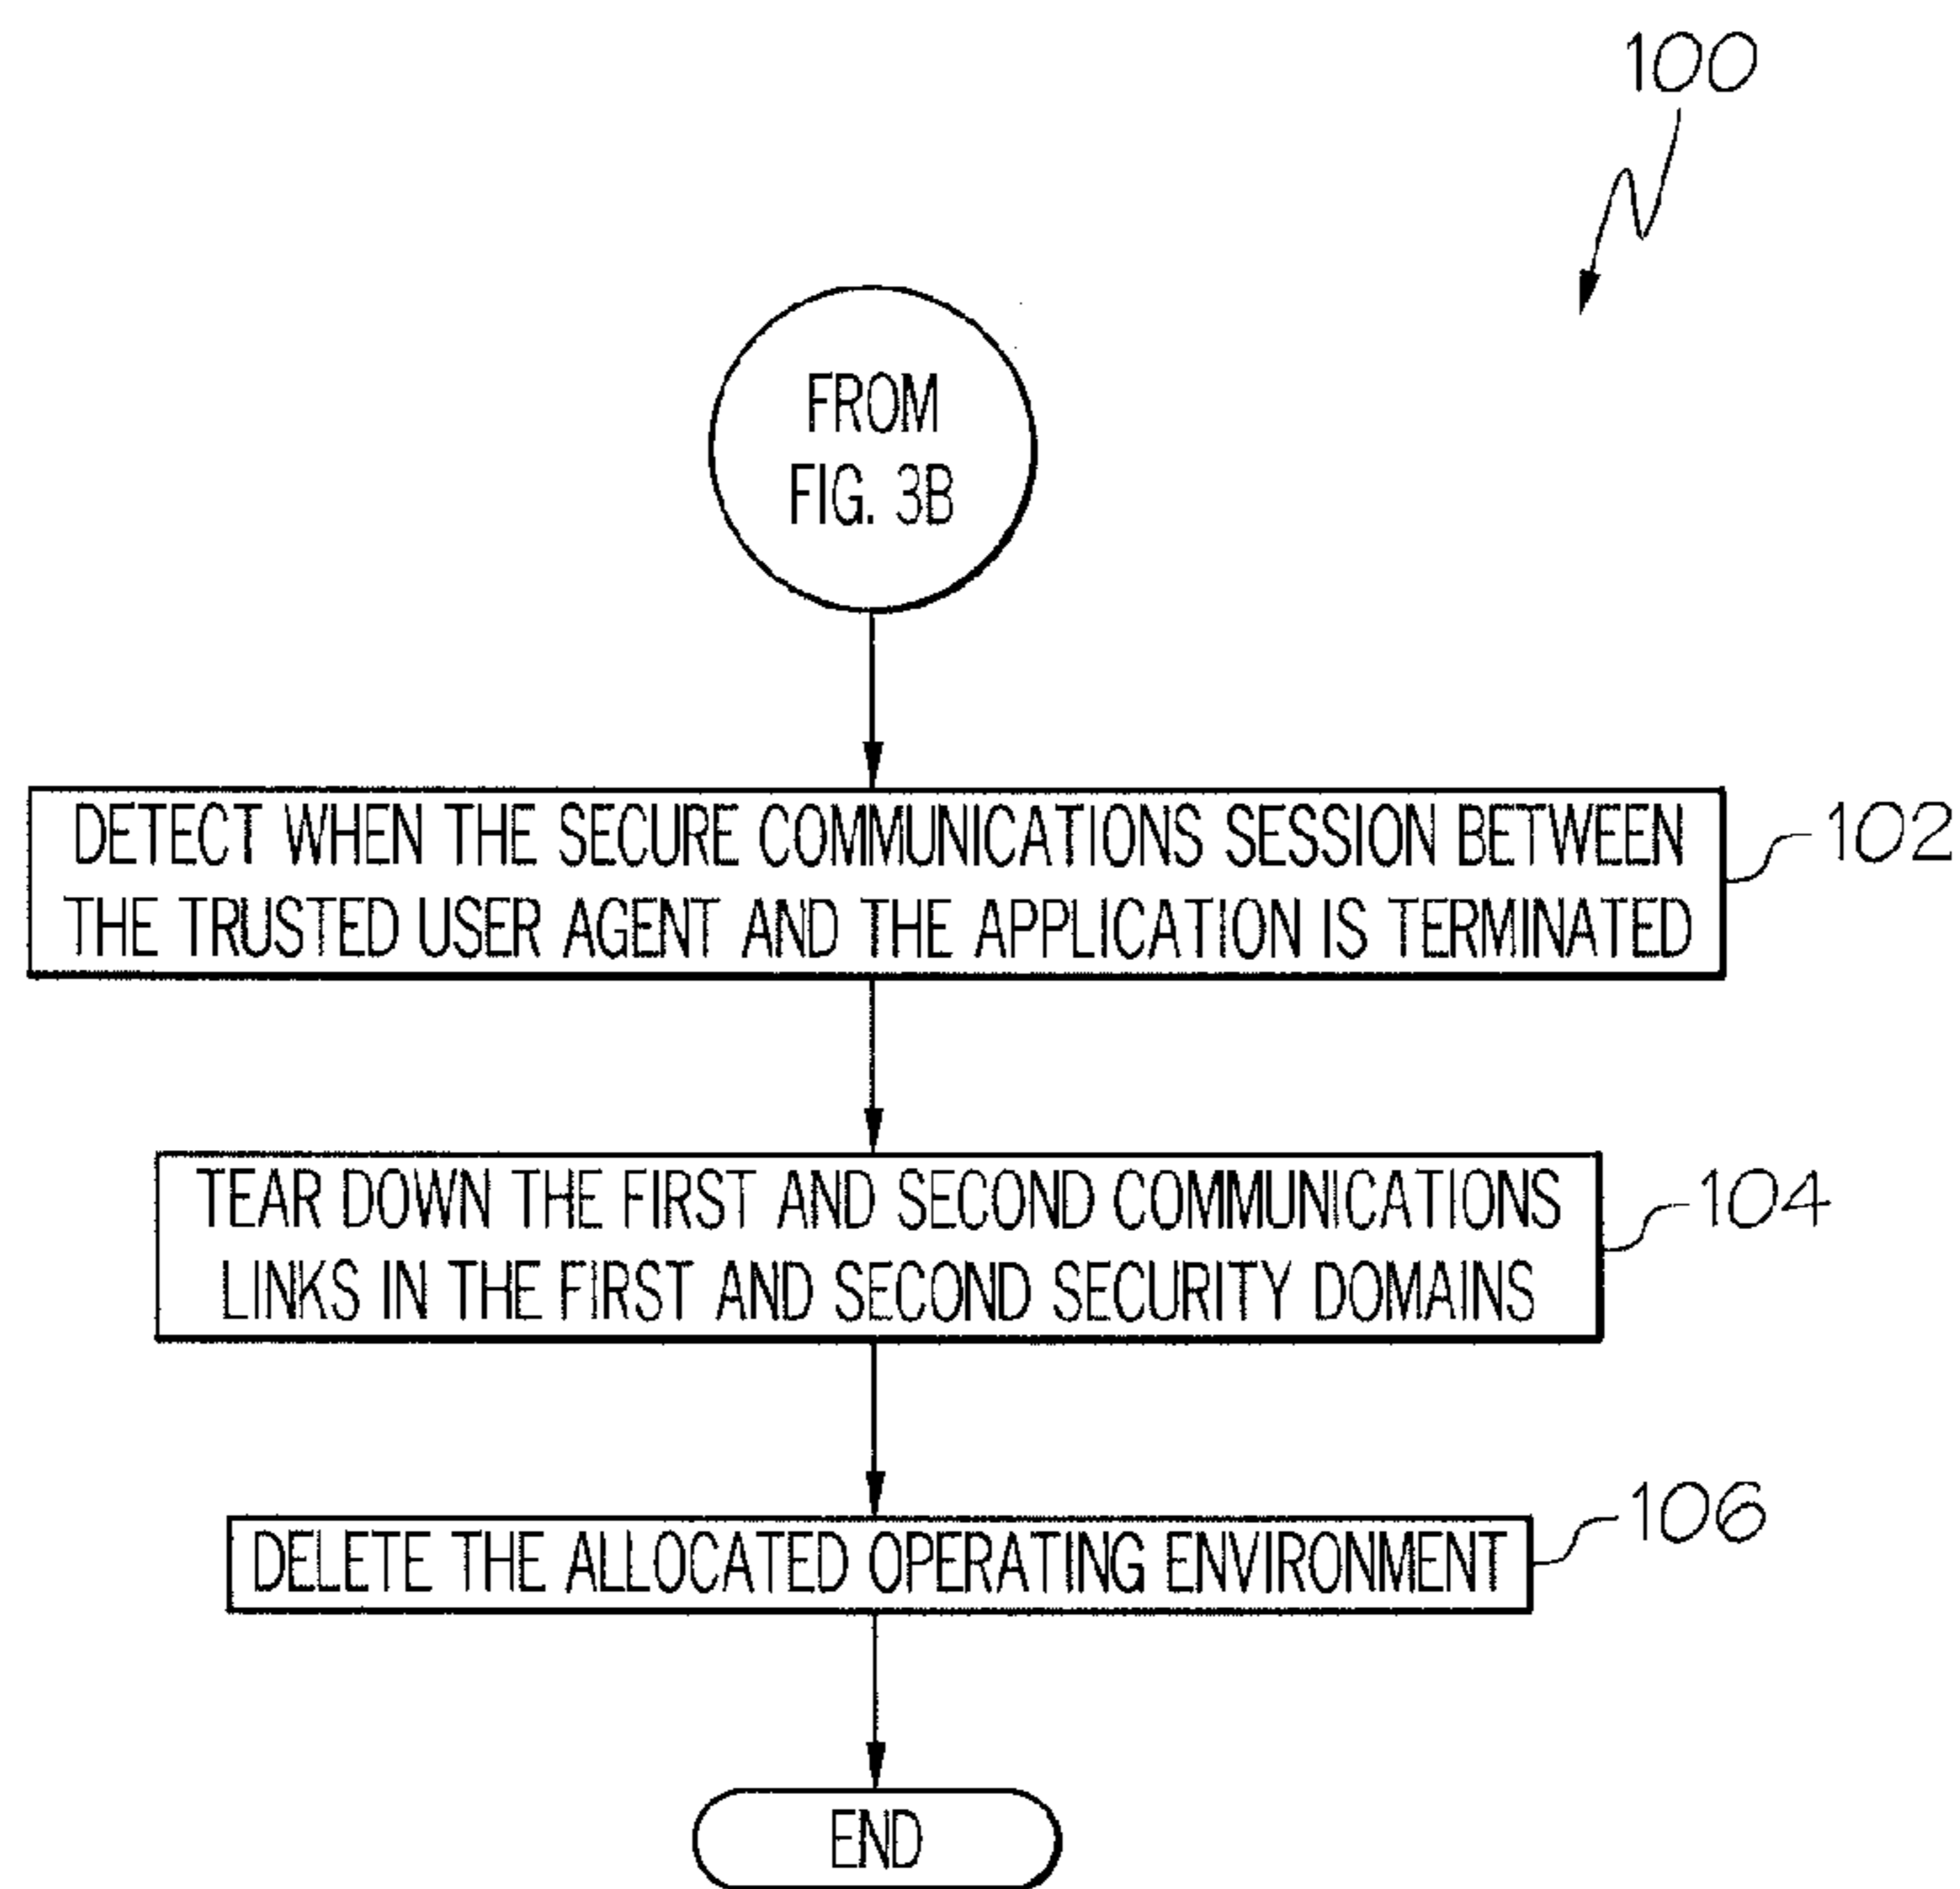 100
FROM
FIG. 3B
DETECT WHEN THE SECURE COMMUNICATIONS SESSION BETWEEN
THE TRUSTED USER AGENT AND THE APPLICATION IS TERMINATED
102
TEAR DOWN THE FIRST AND SECOND COMMUNICATIONS
LINKS IN THE FIRST AND SECOND SECURITY DOMAINS
104
DELETE THE ALLOCATED OPERATING ENVIRONMENT
106
END